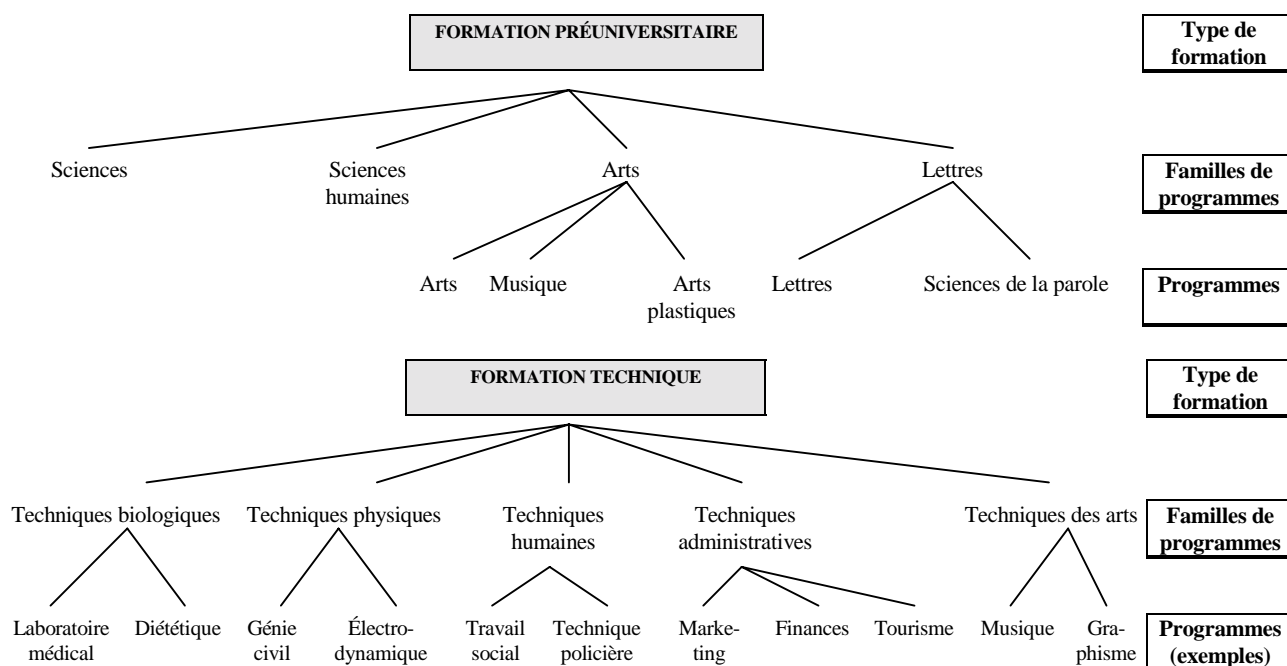 FORMATION PRÉUNIVERSITAIRE
Type de
formation
Sciences
Sciences
humaines
Arts
Lettres
Familles de
programmes
Arts
Musique
Arts
plastiques
Lettres
Sciences de la parole
Programmes
FORMATION TECHNIQUE
Type de
formation
Techniques biologiques
Techniques physiques
Techniques
humaines
Techniques
administratives
Techniques des arts
Familles de
programmes
Laboratoire
médical
Diététique
Génie
civil
Électro-
dynamique
Travail
social
Technique
policière
Marke-
ting
Finances
Tourisme
Musique
Gra-
phisme
Programmes
(exemples)